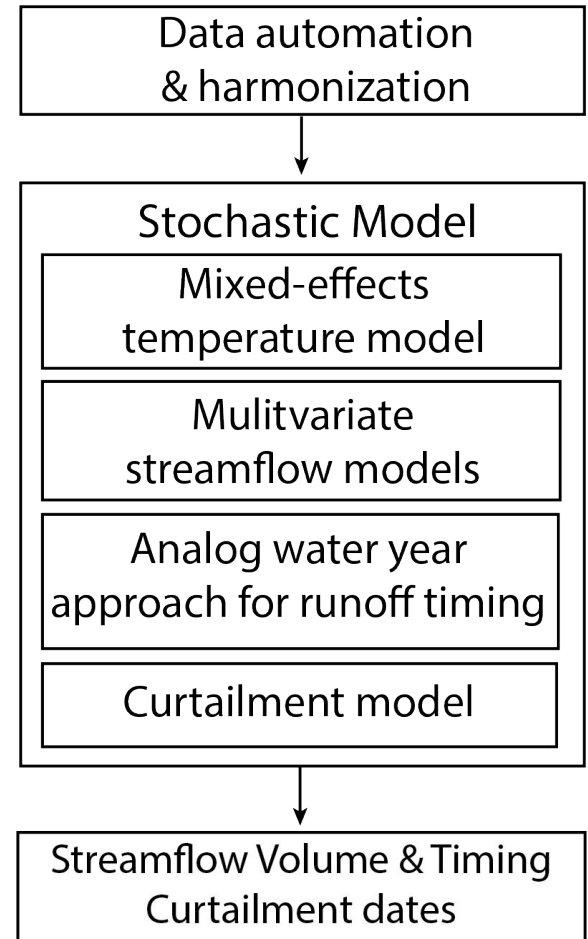 Data automation
& harmonization
Stochastic Model
Mixed-effects
temperature model
Mulitvariate
streamflow models
Analog water year
approach for runoff timing
Curtailment model
Streamflow Volume & Timing
Curtailment dates